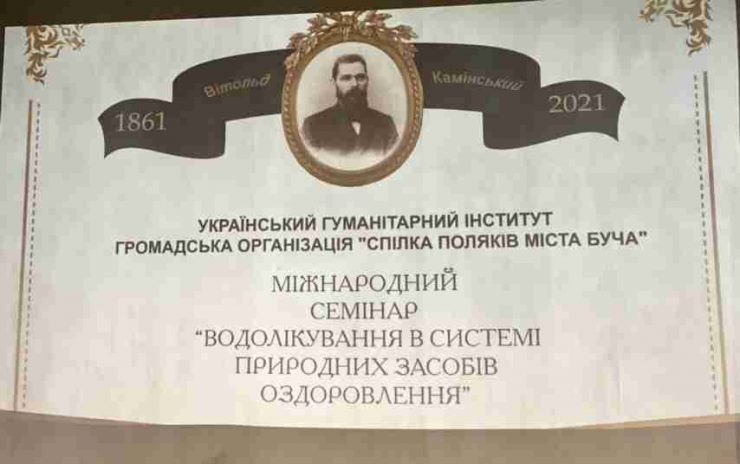 Вітольд Камінський
1861 2021
УКРАЇНСЬКИЙ ГУМАНІТАРНИЙ ІНСТИТУТ
ГРОМАДСЬКА ОРГАНІЗАЦІЯ "СПІЛКА ПОЛЯКІВ МІСТА БУЧА"
МІЖНАРОДНИЙ
СЕМІНАР
“ВОДОЛІКУВАННЯ В СИСТЕМІ
ПРИРОДНИХ ЗАСОБІВ
ОЗДОРОВЛЕННЯ”